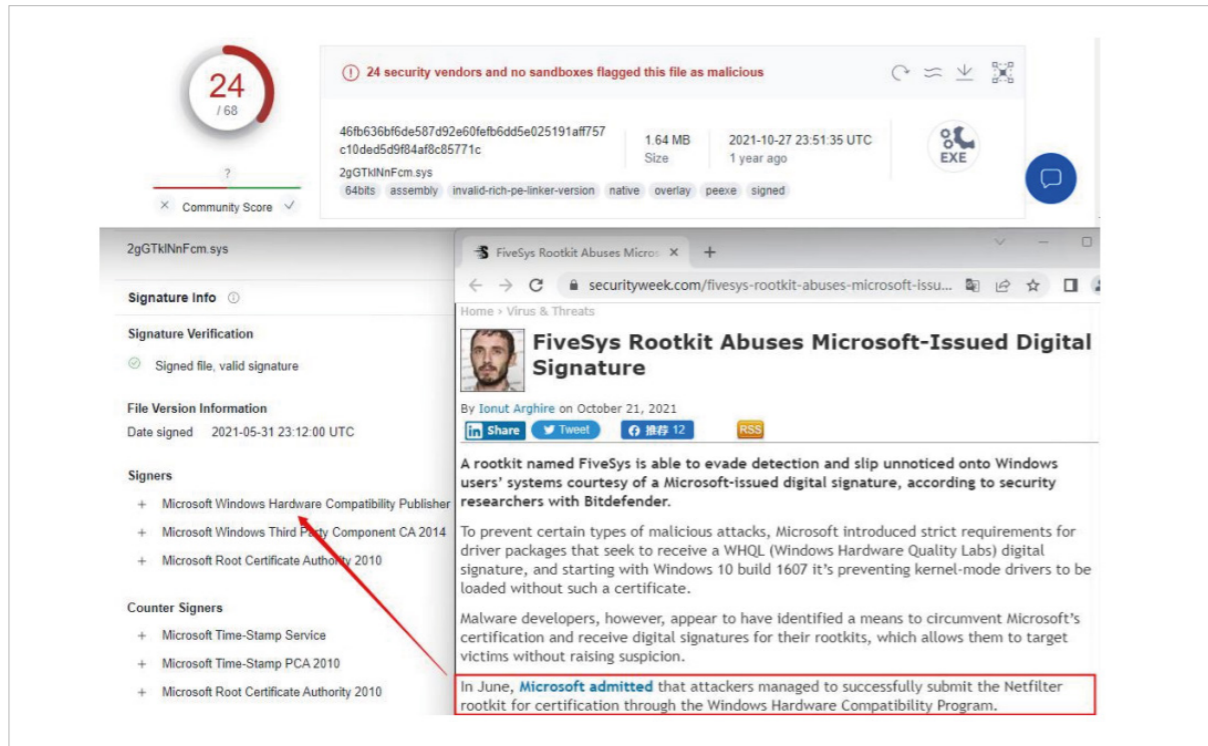 24
/ 68
?
Community Score
24 security vendors and no sandboxes flagged this file as malicious
46fb636bf6de587d92e60fefb6dd5e025191aff757
c10ded5d9f84af8c85771c
2gGTklNnFcm.sys
64bits assembly invalid-rich-pe-linker-version native overlay peexe signed
1.64 MB
Size
2021-10-27 23:51:35 UTC
1 year ago
EXE
2gGTklNnFcm.sys
Signature Info
Signature Verification
Signed file, valid signature
File Version Information
Date signed 2021-05-31 23:12:00 UTC
Signers
+ Microsoft Windows Hardware Compatibility Publisher
+ Microsoft Windows Third Party Component CA 2014
+ Microsoft Root Certificate Authority 2010
Counter Signers
+ Microsoft Time-Stamp Service
+ Microsoft Time-Stamp PCA 2010
+ Microsoft Root Certificate Authority 2010
FiveSys Rootkit Abuses Micros
securityweek.com/fivesys-rootkit-abuses-microsoft-issu...
Home › Virus & Threats
FiveSys Rootkit Abuses Microsoft-Issued Digital
Signature
By Ionut Arghire on October 21, 2021
in Share Tweet 推荐 12 RSS
A rootkit named FiveSys is able to evade detection and slip unnoticed onto Windows
users' systems courtesy of a Microsoft-issued digital signature, according to security
researchers with Bitdefender.
To prevent certain types of malicious attacks, Microsoft introduced strict requirements for
driver packages that seek to receive a WHQL (Windows Hardware Quality Labs) digital
signature, and starting with Windows 10 build 1607 it's preventing kernel-mode drivers to be
loaded without such a certificate.
Malware developers, however, appear to have identified a means to circumvent Microsoft's
certification and receive digital signatures for their rootkits, which allows them to target
victims without raising suspicion.
In June, Microsoft admitted that attackers managed to successfully submit the Netfilter
rootkit for certification through the Windows Hardware Compatibility Program.